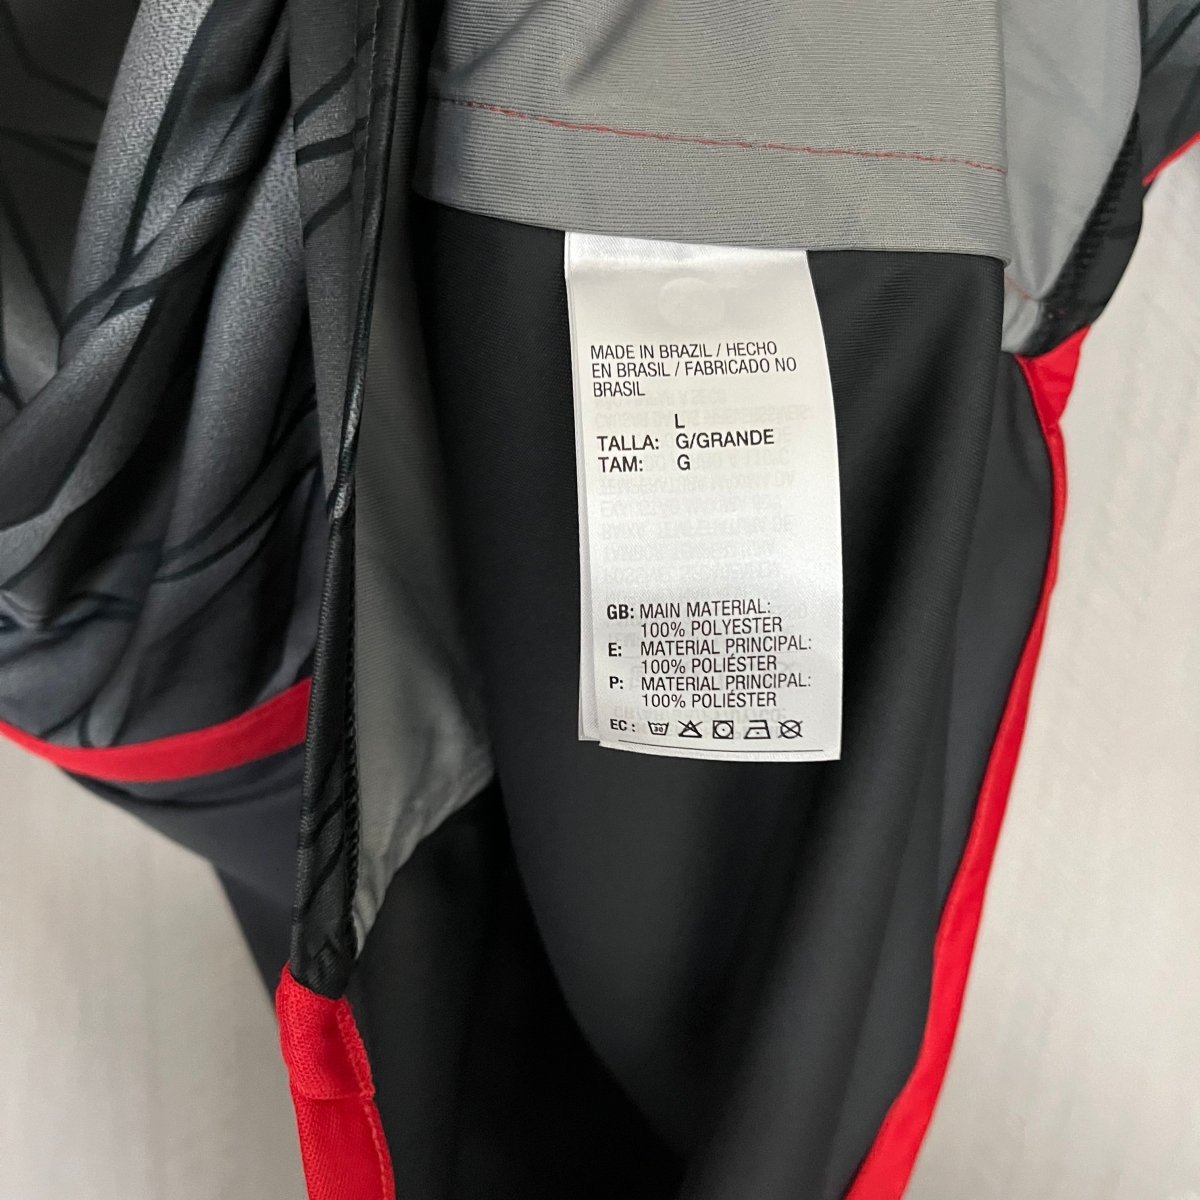 MADE IN BRAZIL / HECHO
EN BRASIL / FABRICADO NO
BRASIL
L
TALLA: G/GRANDE
TAM: G
GB: MAIN MATERIAL:
100% POLYESTER
E: MATERIAL PRINCIPAL:
100% POLIÉSTER
P: MATERIAL PRINCIPAL:
100% POLIÉSTER
EC: 30